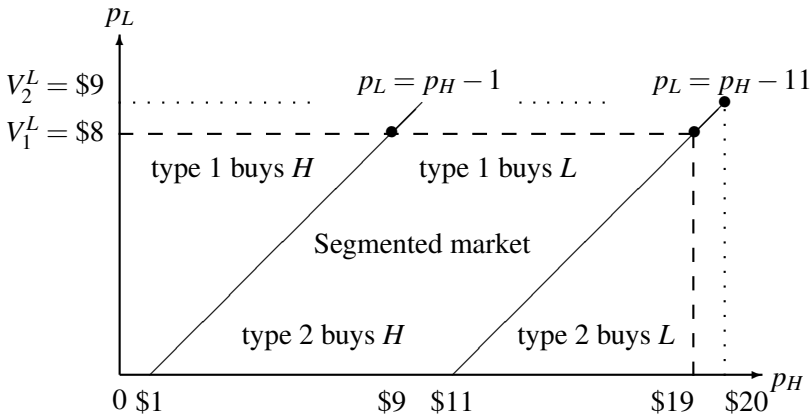 p_L
V_2^L = $9
p_L = p_H − 1
p_L = p_H − 11
V_1^L = $8
type 1 buys H
type 1 buys L
Segmented market
type 2 buys H
type 2 buys L
p_H
0 $1 $9 $11 $19 $20